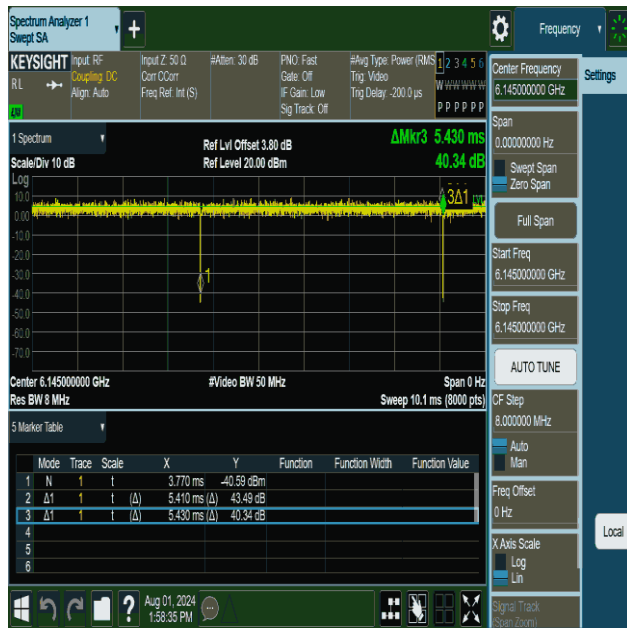 Spectrum Analyzer 1
Swept SA
+
Frequency
KEYSIGHT
RL
Input: RF
Coupling: DC
Align: Auto
Input Z: 50 Ω
Corr CCorr
Freq Ref: Int (S)
#Atten: 30 dB
PNO: Fast
Gate: Off
IF Gain: Low
Sig Track: Off
#Avg Type: Power (RMS
Trig: Video
Trig Delay: -200.0 µs
1 2 3 4 5 6
W W W W W W
P P P P P P
1 Spectrum
Scale/Div 10 dB
Ref Lvl Offset 3.80 dB
Ref Level 20.00 dBm
ΔMkr3 5.430 ms
40.34 dB
Log
10.0
0.00
-10.0
-20.0
-30.0
-40.0
-50.0
-60.0
-70.0
3Δ1
1
Center 6.145000000 GHz
#Video BW 50 MHz
Span 0 Hz
Res BW 8 MHz
Sweep 10.1 ms (8000 pts)
5 Marker Table
Mode Trace Scale X Y Function Function Width Function Value
1 N 1 t 3.770 ms -40.59 dBm
2 Δ1 1 t (Δ) 5.410 ms (Δ) 43.49 dB
3 Δ1 1 t (Δ) 5.430 ms (Δ) 40.34 dB
4
5
6
Aug 01, 2024
1:58:35 PM
?
Settings
Center Frequency
6.145000000 GHz
Span
0.00000000 Hz
Swept Span
Zero Span
Full Span
Start Freq
6.145000000 GHz
Stop Freq
6.145000000 GHz
AUTO TUNE
CF Step
8.000000 MHz
Auto
Man
Freq Offset
0 Hz
X Axis Scale
Log
Lin
Signal Track
(Span Zoom)
Local